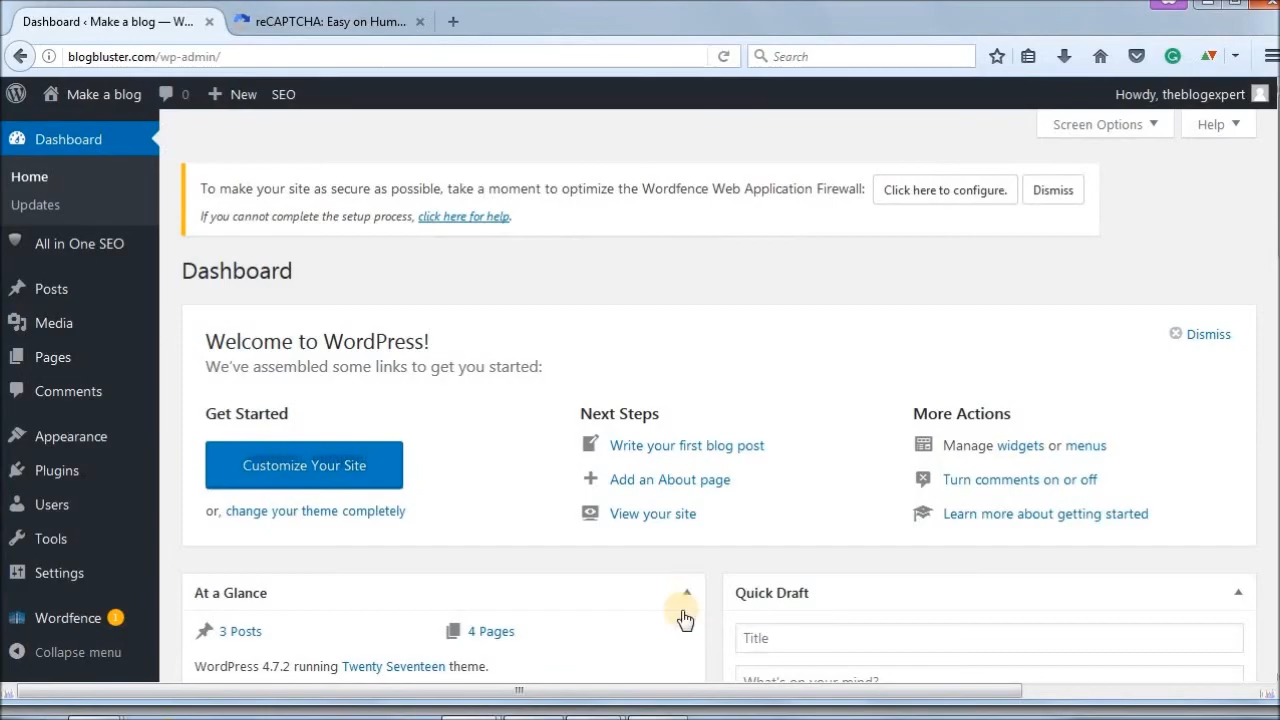 Dashboard ‹ Make a blog — W...
reCAPTCHA: Easy on Hum...
blogbluster.com/wp-admin/
Search
Make a blog
0
New
SEO
Howdy, theblogexpert
Dashboard
Screen Options
Help
Home
Updates
All in One SEO
Posts
Media
Pages
Comments
Appearance
Plugins
Users
Tools
Settings
Wordfence 1
Collapse menu
To make your site as secure as possible, take a moment to optimize the Wordfence Web Application Firewall:
Click here to configure.
Dismiss
If you cannot complete the setup process, click here for help.
Dashboard
Welcome to WordPress!
Dismiss
We've assembled some links to get you started:
Get Started
Customize Your Site
or, change your theme completely
Next Steps
Write your first blog post
Add an About page
View your site
More Actions
Manage widgets or menus
Turn comments on or off
Learn more about getting started
At a Glance
3 Posts
4 Pages
WordPress 4.7.2 running Twenty Seventeen theme.
Quick Draft
Title
What's on your mind?